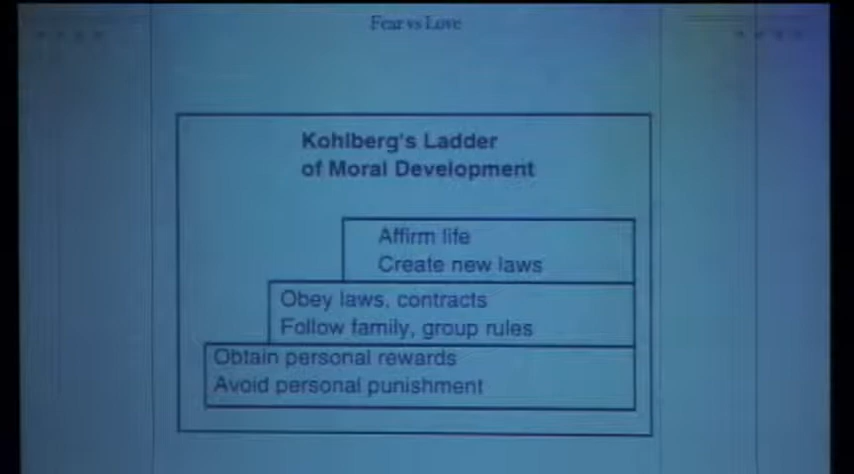 Fear vs Love
Kohlberg's Ladder
of Moral Development
Affirm life
Create new laws
Obey laws, contracts
Follow family, group rules
Obtain personal rewards
Avoid personal punishment